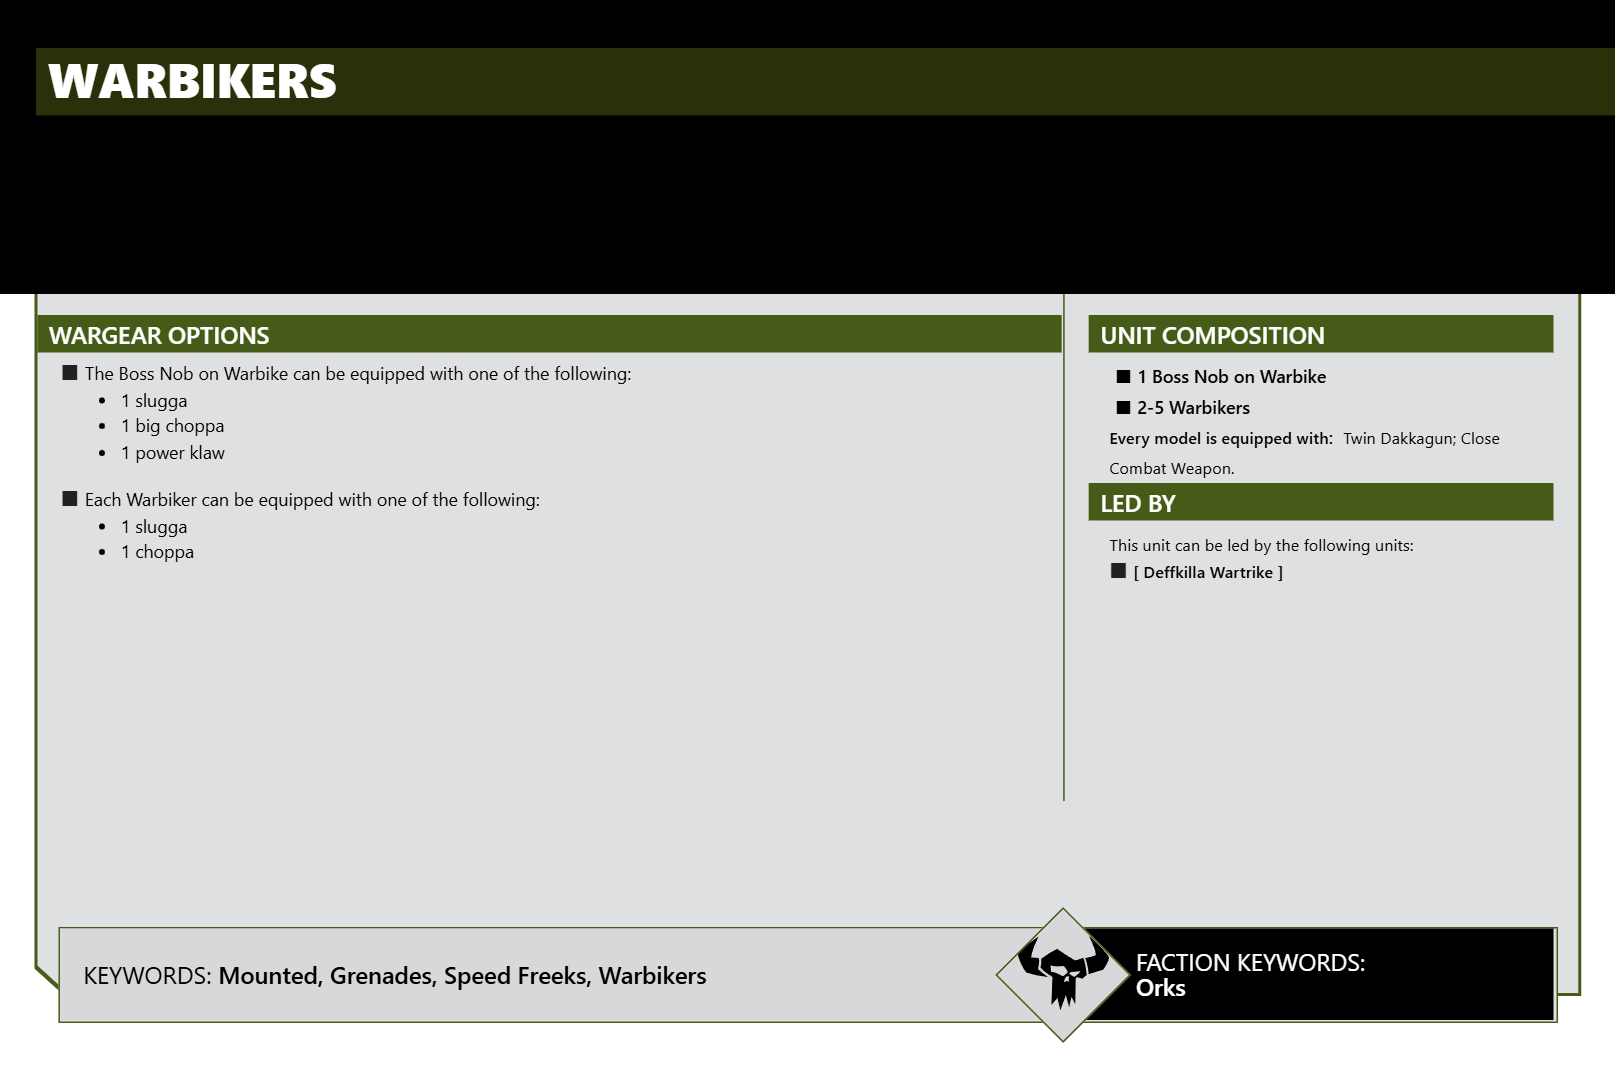 WARBIKERS
WARGEAR OPTIONS
■ The Boss Nob on Warbike can be equipped with one of the following:
• 1 slugga
• 1 big choppa
• 1 power klaw
■ Each Warbiker can be equipped with one of the following:
• 1 slugga
• 1 choppa
UNIT COMPOSITION
■ 1 Boss Nob on Warbike
■ 2-5 Warbikers
Every model is equipped with: Twin Dakkagun; Close
Combat Weapon.
LED BY
This unit can be led by the following units:
■ [ Deffkilla Wartrike ]
KEYWORDS: Mounted, Grenades, Speed Freeks, Warbikers
FACTION KEYWORDS:
Orks